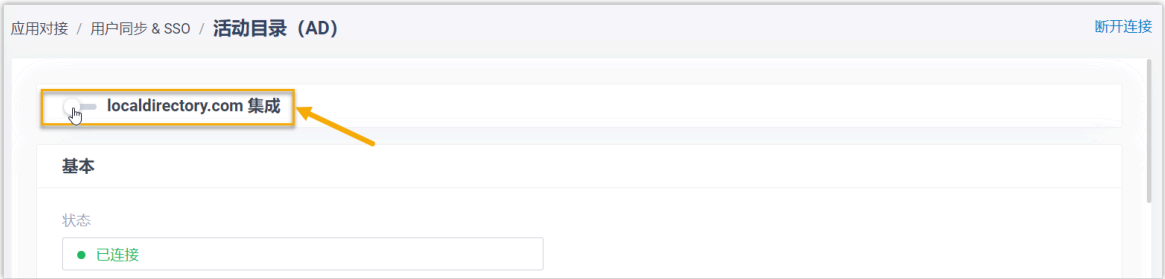 应用对接 / 用户同步 & SSO / 活动目录（AD） 断开连接
localdirectory.com 集成
基本
状态
已连接